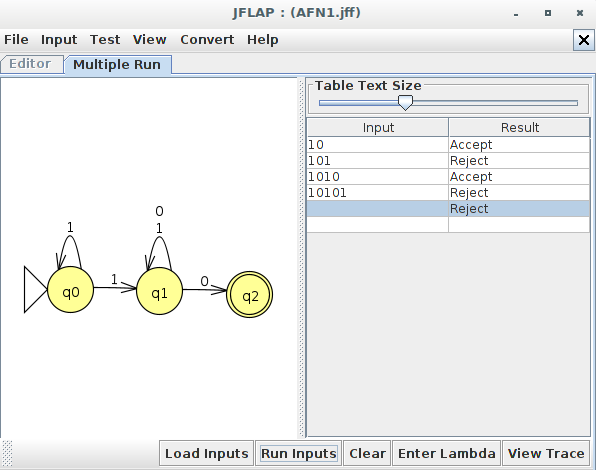 JFLAP : (AFN1.jff)
File Input Test View Convert Help
Editor Multiple Run
Table Text Size
Input Result
10 Accept
101 Reject
1010 Accept
10101 Reject
Reject
0
1 1
q0 1 q1 0 q2
Load Inputs Run Inputs Clear Enter Lambda View Trace